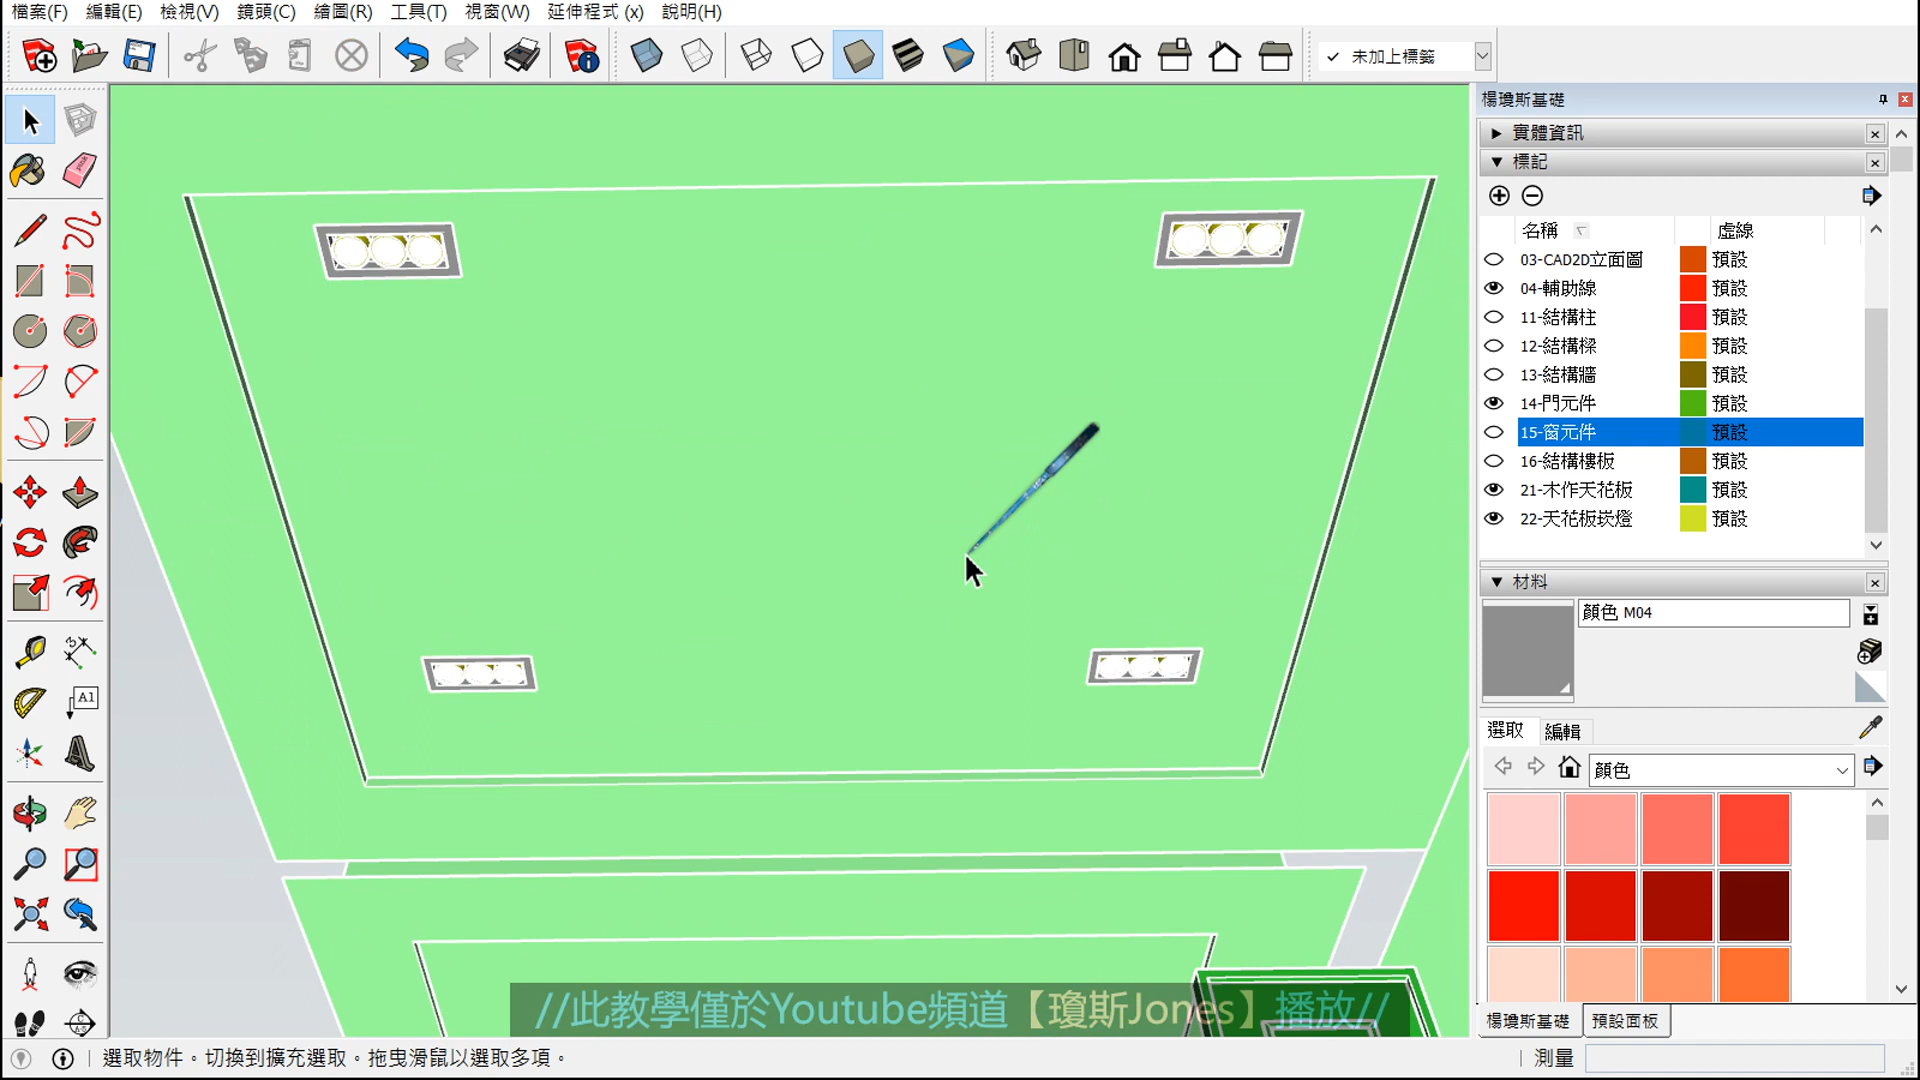 檔案(F) 編輯(E) 檢視(V) 鏡頭(C) 繪圖(R) 工具(T) 視窗(W) 延伸程式 (x) 說明(H)
未加上標籤
楊瓊斯基礎
實體資訊
標記
名稱 虛線
03-CAD2D立面圖 預設
04-輔助線 預設
11-結構柱 預設
12-結構樑 預設
13-結構牆 預設
14-門元件 預設
15-窗元件 預設
16-結構樓板 預設
21-木作天花板 預設
22-天花板崁燈 預設
材料
顏色 M04
A1
選取 編輯
顏色
//此教學僅於Youtube頻道【瓊斯Jones】播放//
楊瓊斯基礎 預設面板
選取物件。切換到擴充選取。拖曳滑鼠以選取多項。
測量